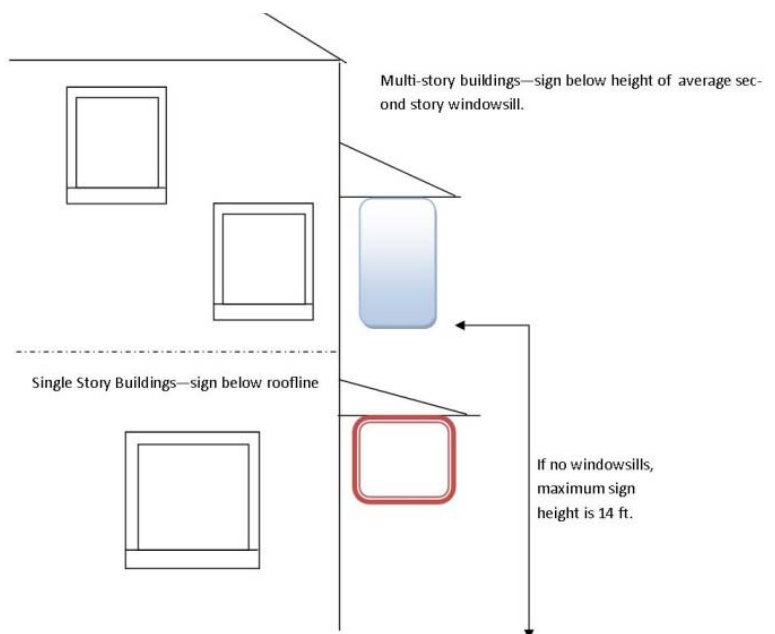 Multi-story buildings—sign below height of average sec-
ond story windowsill.
Single Story Buildings—sign below roofline
If no windowsills,
maximum sign
height is 14 ft.